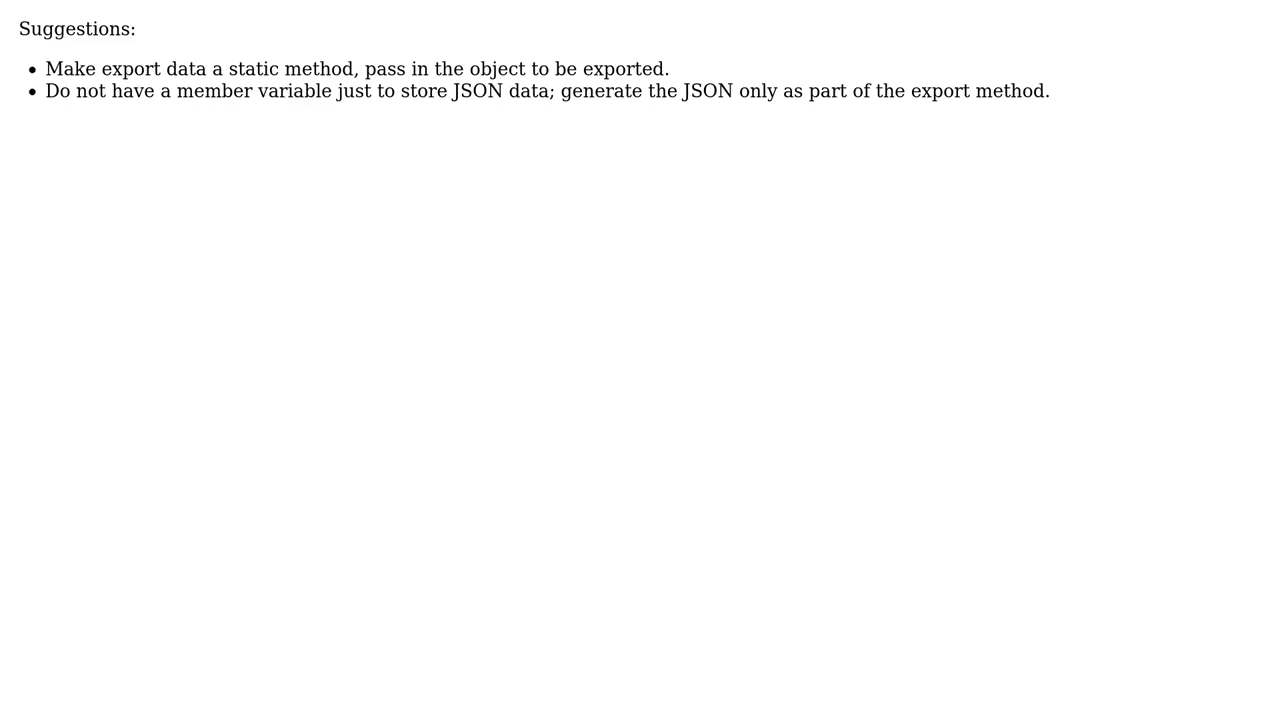 Suggestions:
• Make export data a static method, pass in the object to be exported.
• Do not have a member variable just to store JSON data; generate the JSON only as part of the export method.